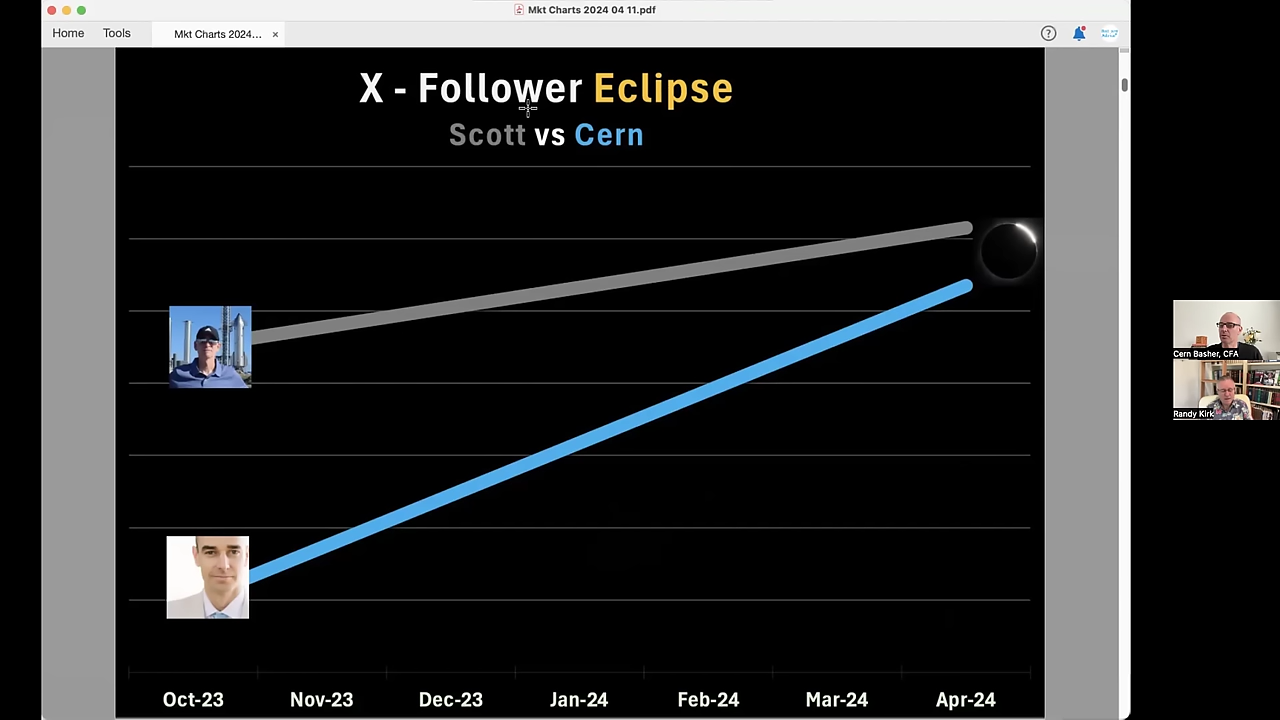 Mkt Charts 2024 04 11.pdf
Home
Tools
Mkt Charts 2024...
X - Follower Eclipse
Scott vs Cern
Cern Basher, CFA
Randy Kirk
Oct-23
Nov-23
Dec-23
Jan-24
Feb-24
Mar-24
Apr-24